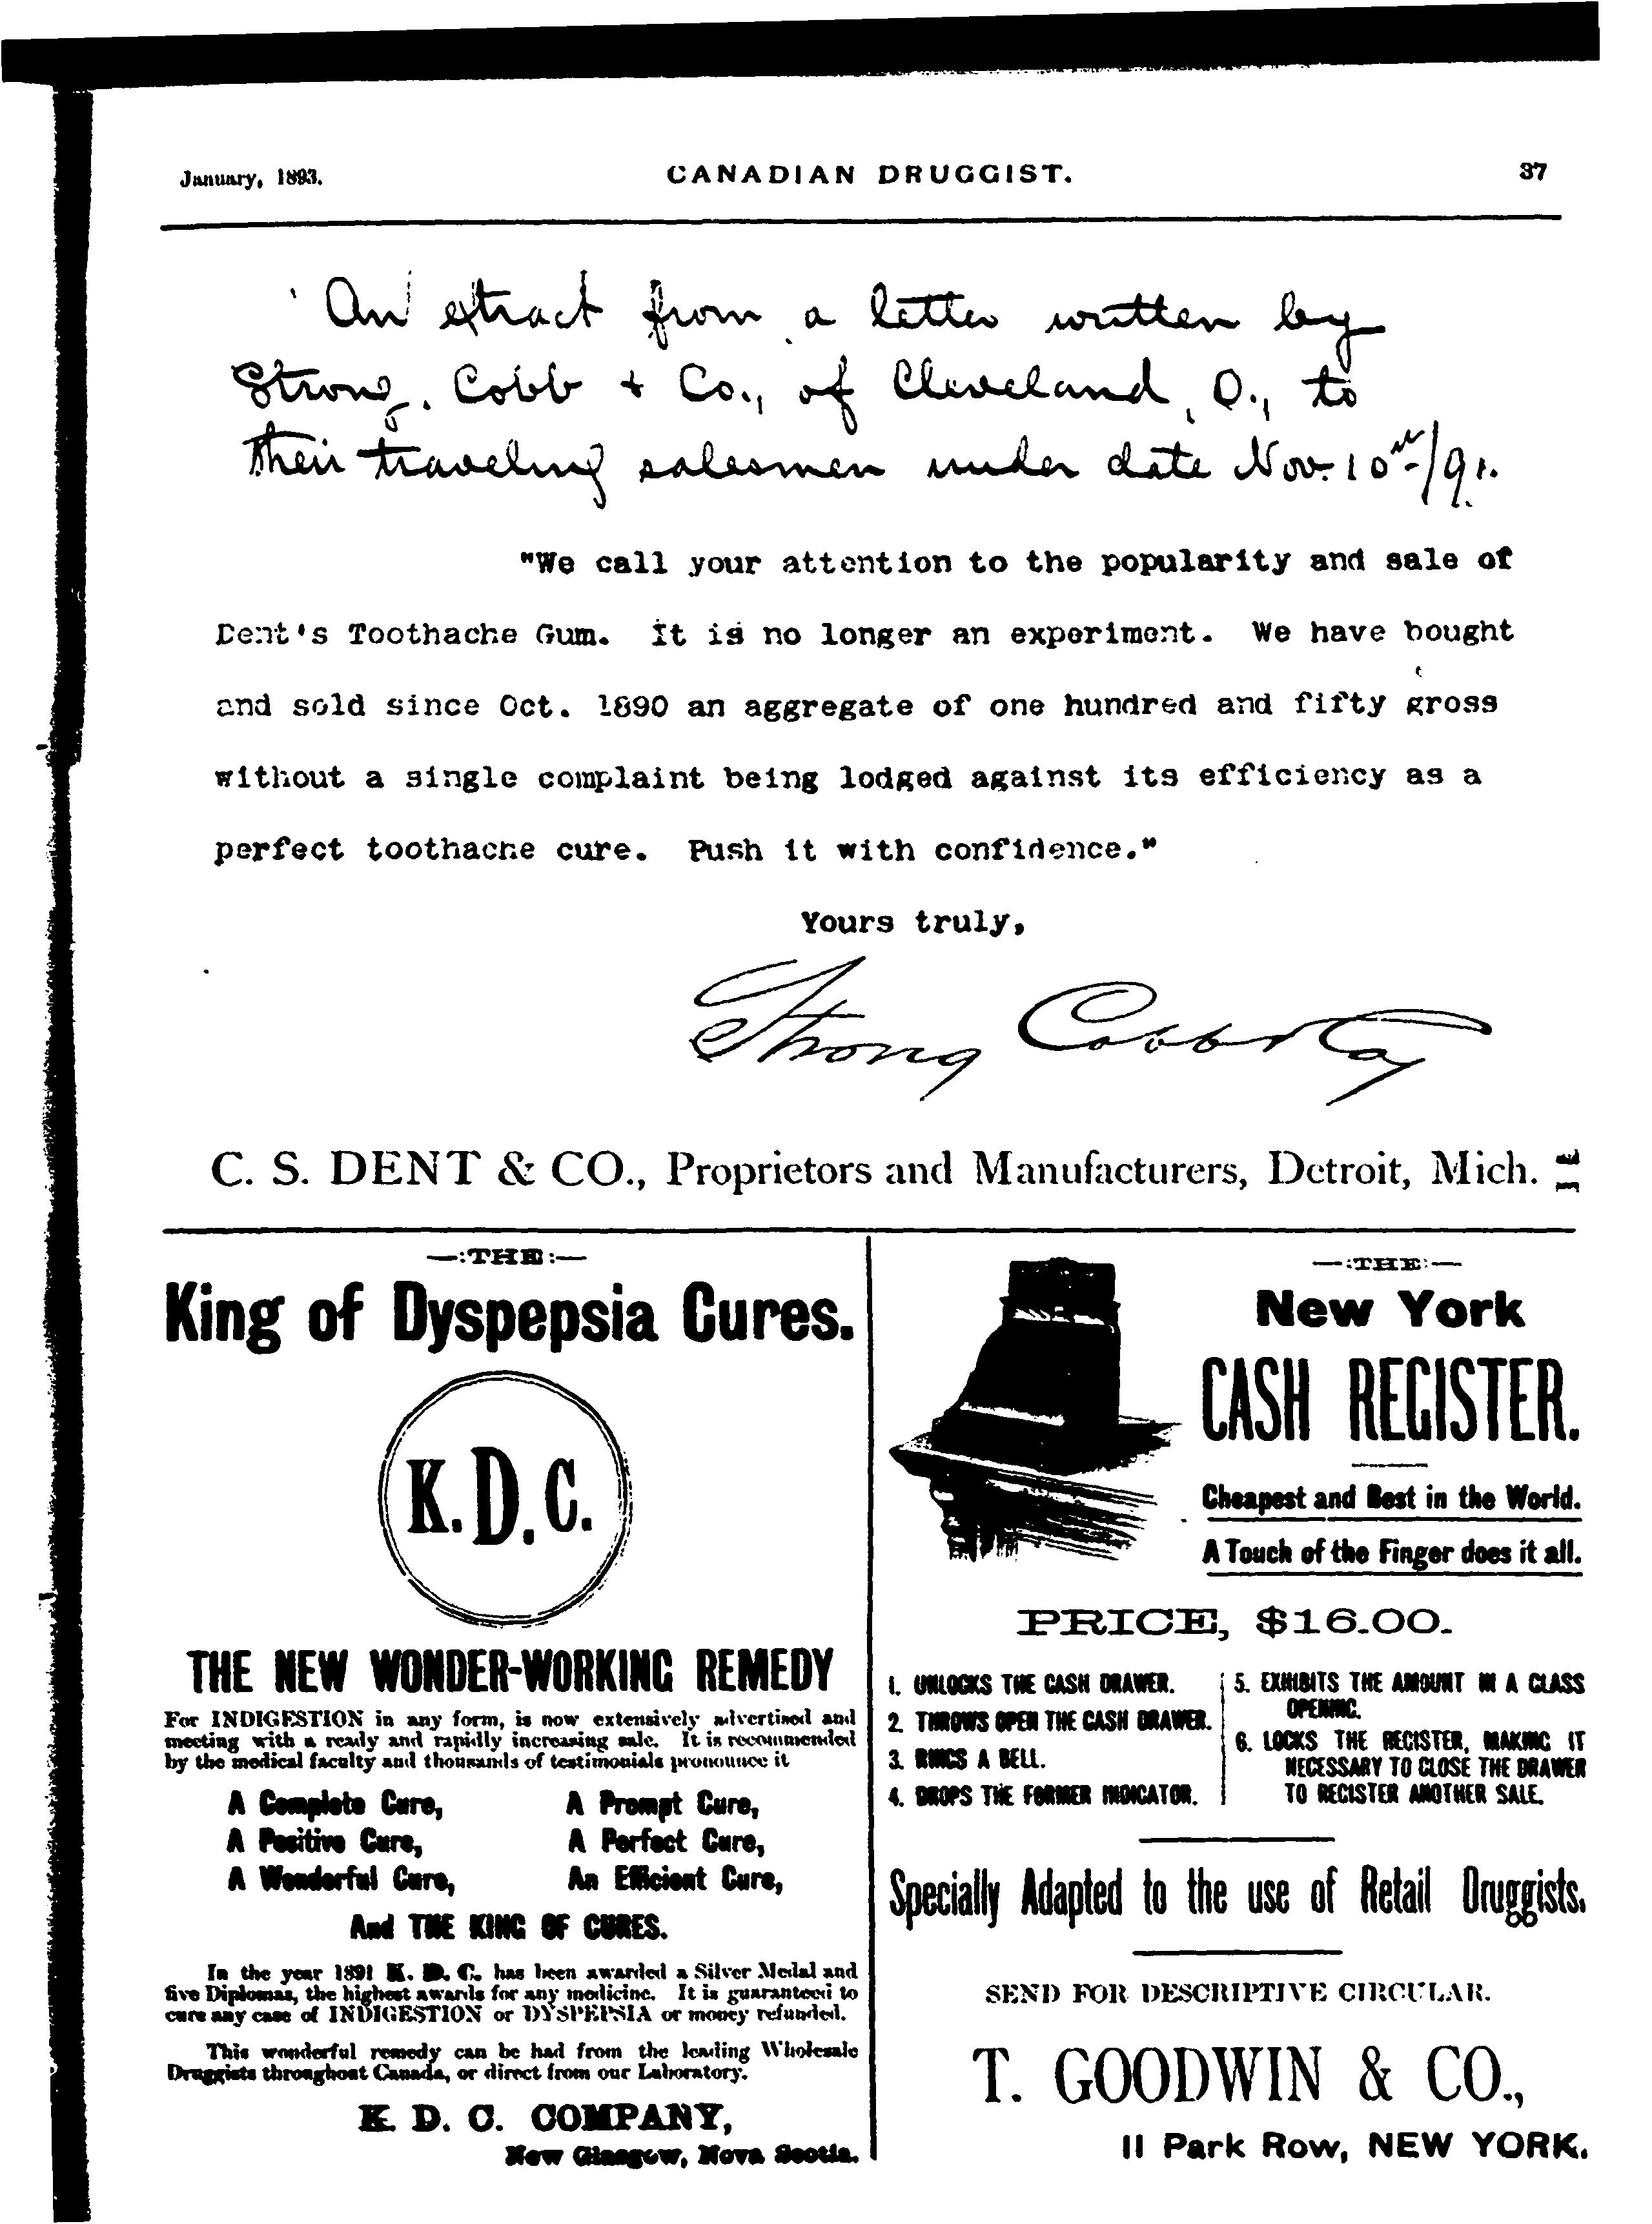 January, 1893.
CANADIAN DRUGGIST.
37
An extract from a letter written by
Strong, Cobb & Co., of Cleveland, O., to
their traveling salesmen under date Nov. 10th/91.
"We call your attention to the popularity and sale of
Dent's Toothache Gum. It is no longer an experiment. We have bought
and sold since Oct. 1890 an aggregate of one hundred and fifty gross
without a single complaint being lodged against its efficiency as a
perfect toothache cure. Push it with confidence."
Yours truly,
Strong Cobb & Co
C. S. DENT & CO., Proprietors and Manufacturers, Detroit, Mich.
—:THE:—
King of Dyspepsia Cures.
K. D. C.
THE NEW WONDER-WORKING REMEDY
For INDIGESTION in any form, is now extensively advertised and
meeting with a ready and rapidly increasing sale. It is recommended
by the medical faculty and thousands of testimonials pronounce it
A Complete Cure, A Prompt Cure,
A Positive Cure, A Perfect Cure,
A Wonderful Cure, An Efficient Cure,
And THE KING OF CURES.
In the year 1891 K. D. C. has been awarded a Silver Medal and
five Diplomas, the highest awards for any medicine. It is guaranteed to
cure any case of INDIGESTION or DYSPEPSIA or money refunded.
This wonderful remedy can be had from the leading Wholesale
Druggists throughout Canada, or direct from our Laboratory.
K. D. C. COMPANY,
New Glasgow, Nova Scotia.
—:THE:—
New York
CASH REGISTER.
Cheapest and Best in the World.
A Touch of the Finger does it all.
PRICE, $16.00.
1. UNLOCKS THE CASH DRAWER.
2. THROWS OPEN THE CASH DRAWER.
3. RINGS A BELL.
4. DROPS THE FORMER INDICATOR.
5. EXHIBITS THE AMOUNT IN A GLASS
OPENING.
6. LOCKS THE REGISTER, MAKING IT
NECESSARY TO CLOSE THE DRAWER
TO REGISTER ANOTHER SALE.
Specially Adapted to the use of Retail Druggists.
SEND FOR DESCRIPTIVE CIRCULAR.
T. GOODWIN & CO.,
11 Park Row, NEW YORK.